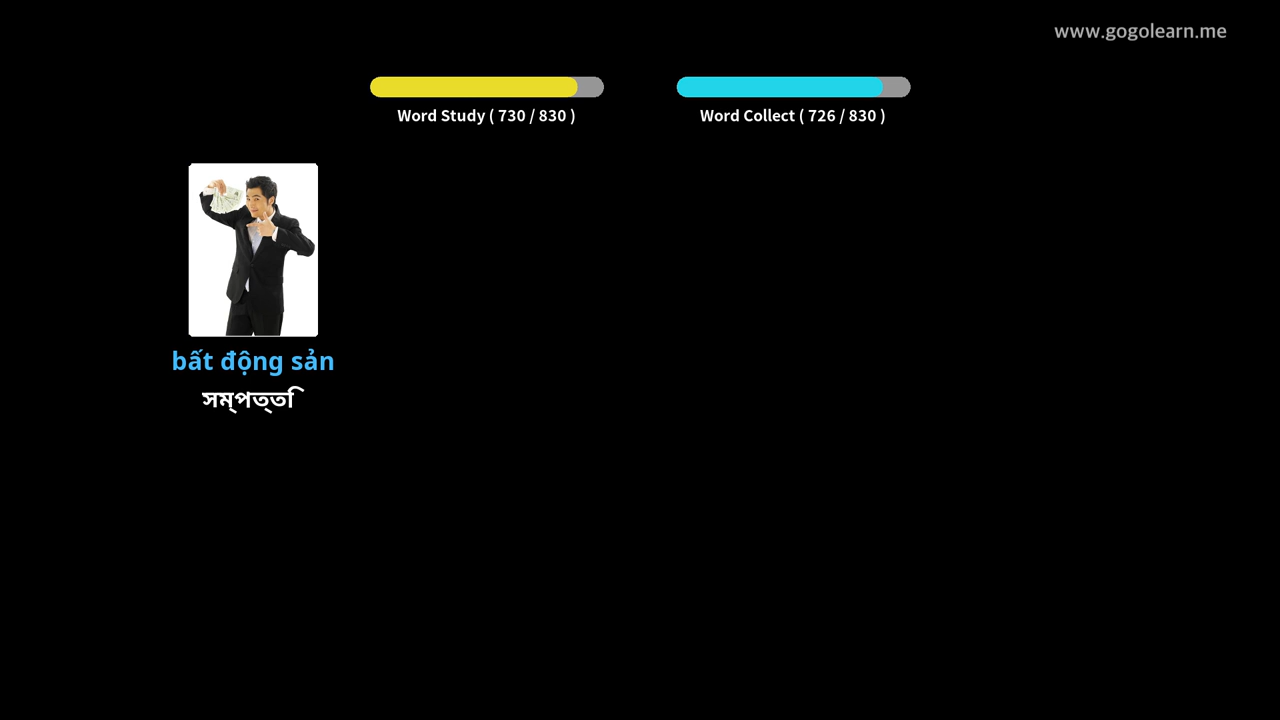 www.gogolearn.me
Word Study ( 730 / 830 )
Word Collect ( 726 / 830 )
bất động sản
সম্পত্তি